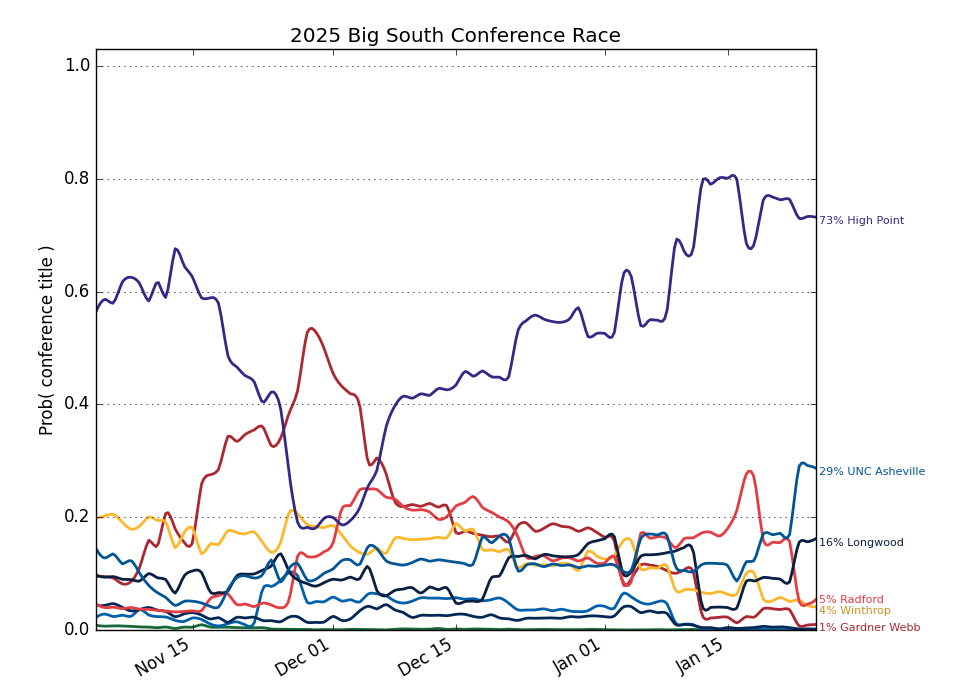 2025 Big South Conference Race
Prob( conference title )
1.0
0.8
0.6
0.4
0.2
0.0
Nov 15
Dec 01
Dec 15
Jan 01
Jan 15
73% High Point
29% UNC Asheville
16% Longwood
5% Radford
4% Winthrop
1% Gardner Webb